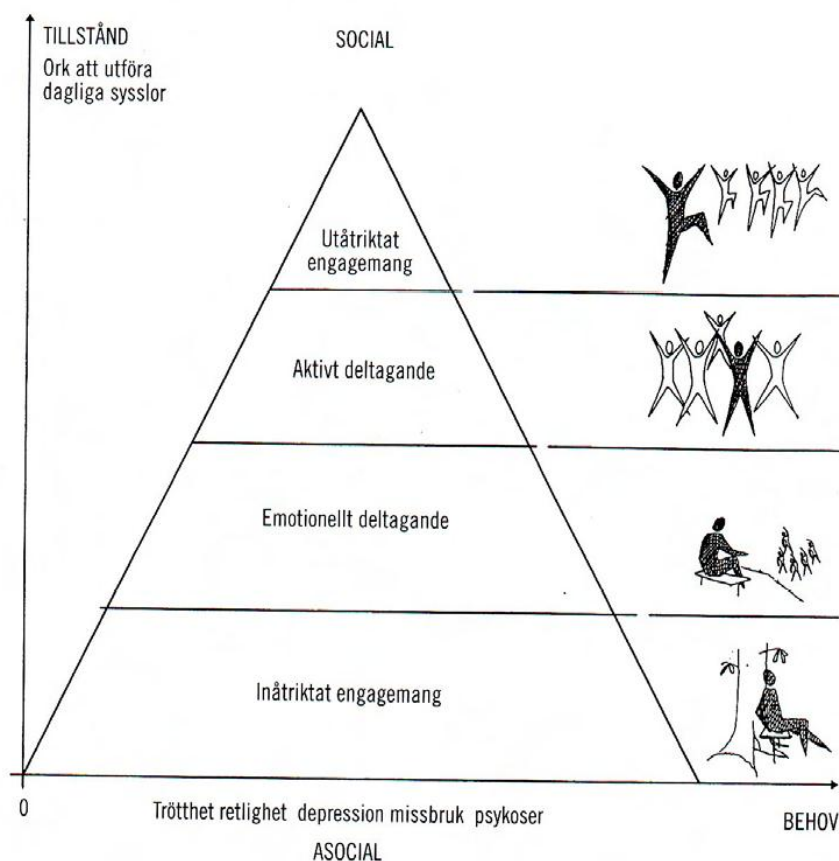 TILLSTÅND
Ork att utföra
dagliga sysslor
SOCIAL
Utåtriktat
engagemang
Aktivt deltagande
Emotionellt deltagande
Inåtriktat engagemang
0
Trötthet retlighet depression missbruk psykoser
BEHOV
ASOCIAL